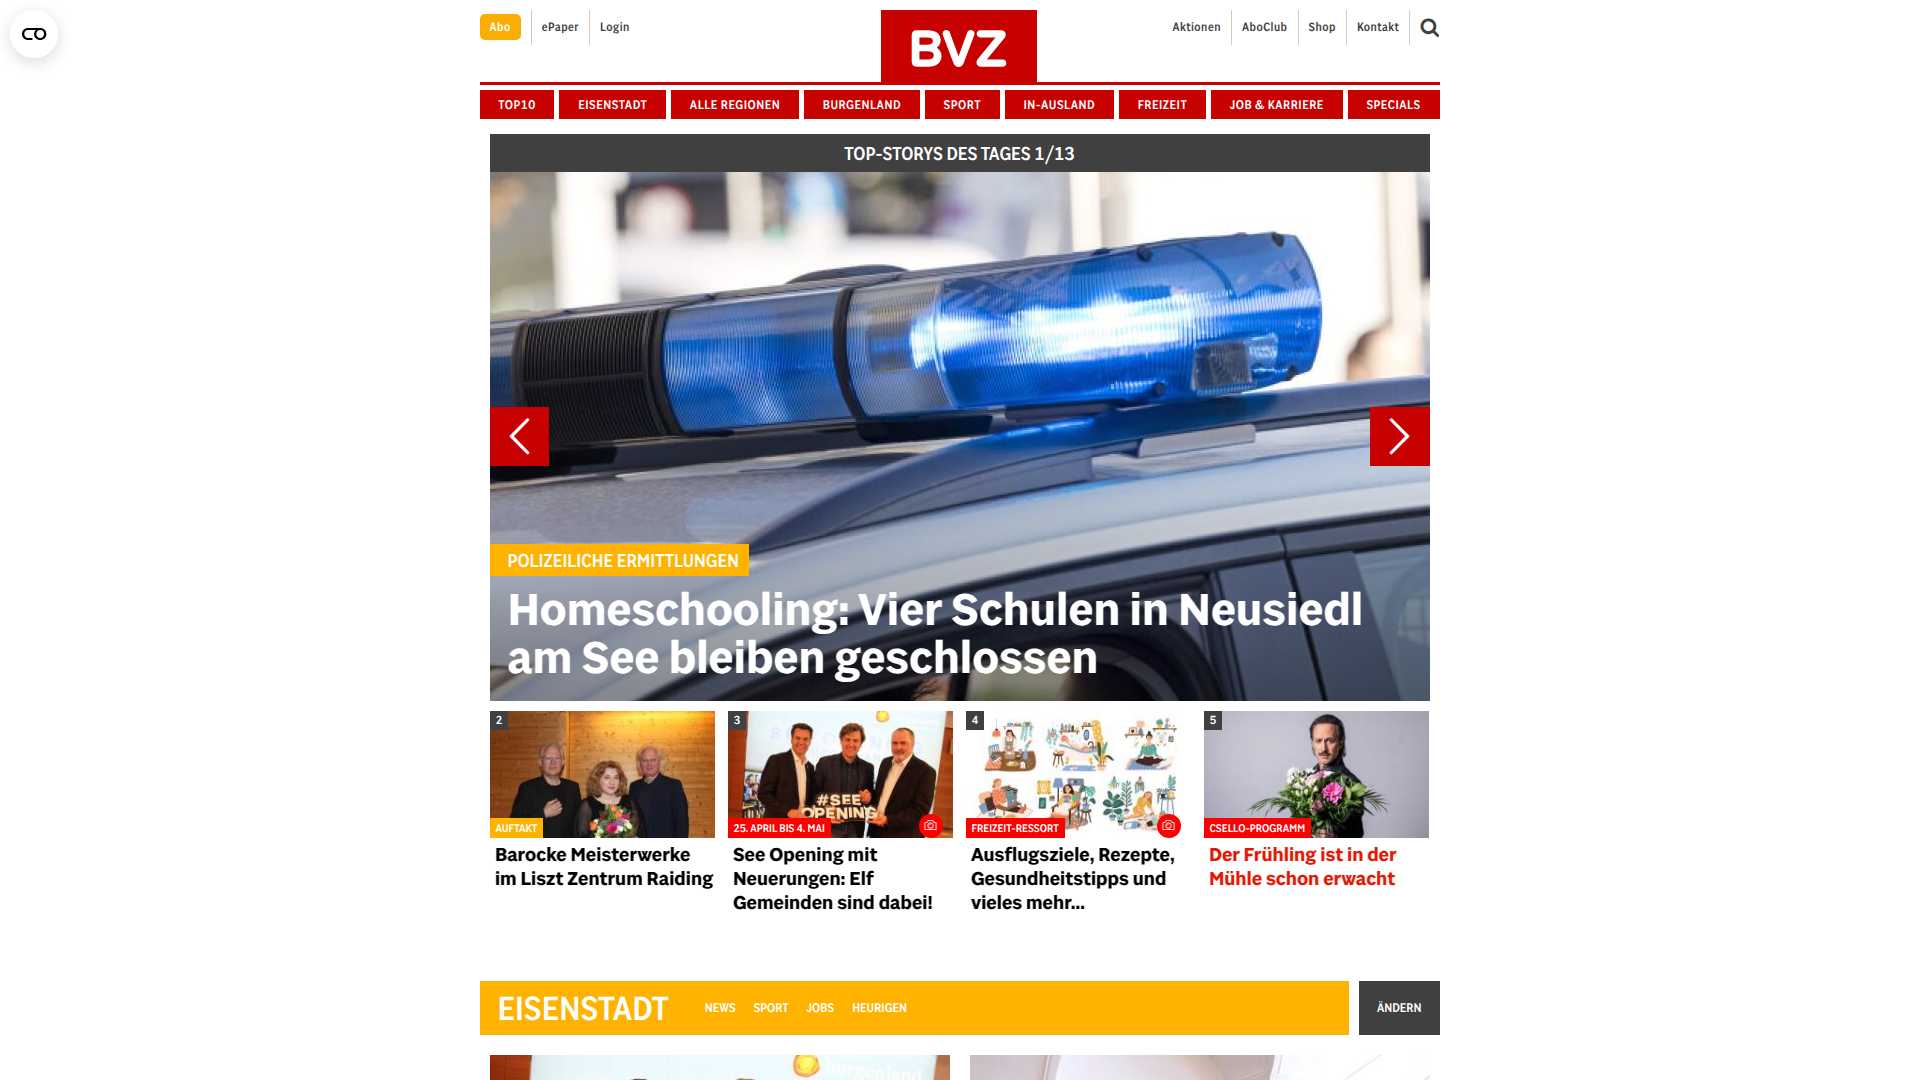 Abo
ePaper
Login
BVZ
Aktionen
AboClub
Shop
Kontakt
TOP10
EISENSTADT
ALLE REGIONEN
BURGENLAND
SPORT
IN-AUSLAND
FREIZEIT
JOB & KARRIERE
SPECIALS
TOP-STORYS DES TAGES 1/13
POLIZEILICHE ERMITTLUNGEN
Homeschooling: Vier Schulen in Neusiedl
am See bleiben geschlossen
2
AUFTAKT
Barocke Meisterwerke
im Liszt Zentrum Raiding
3
#SEE
OPENING
25. APRIL BIS 4. MAI
See Opening mit
Neuerungen: Elf
Gemeinden sind dabei!
4
FREIZEIT-RESSORT
Ausflugsziele, Rezepte,
Gesundheitstipps und
vieles mehr...
5
CSELLO-PROGRAMM
Der Frühling ist in der
Mühle schon erwacht
EISENSTADT
NEWS
SPORT
JOBS
HEURIGEN
ÄNDERN